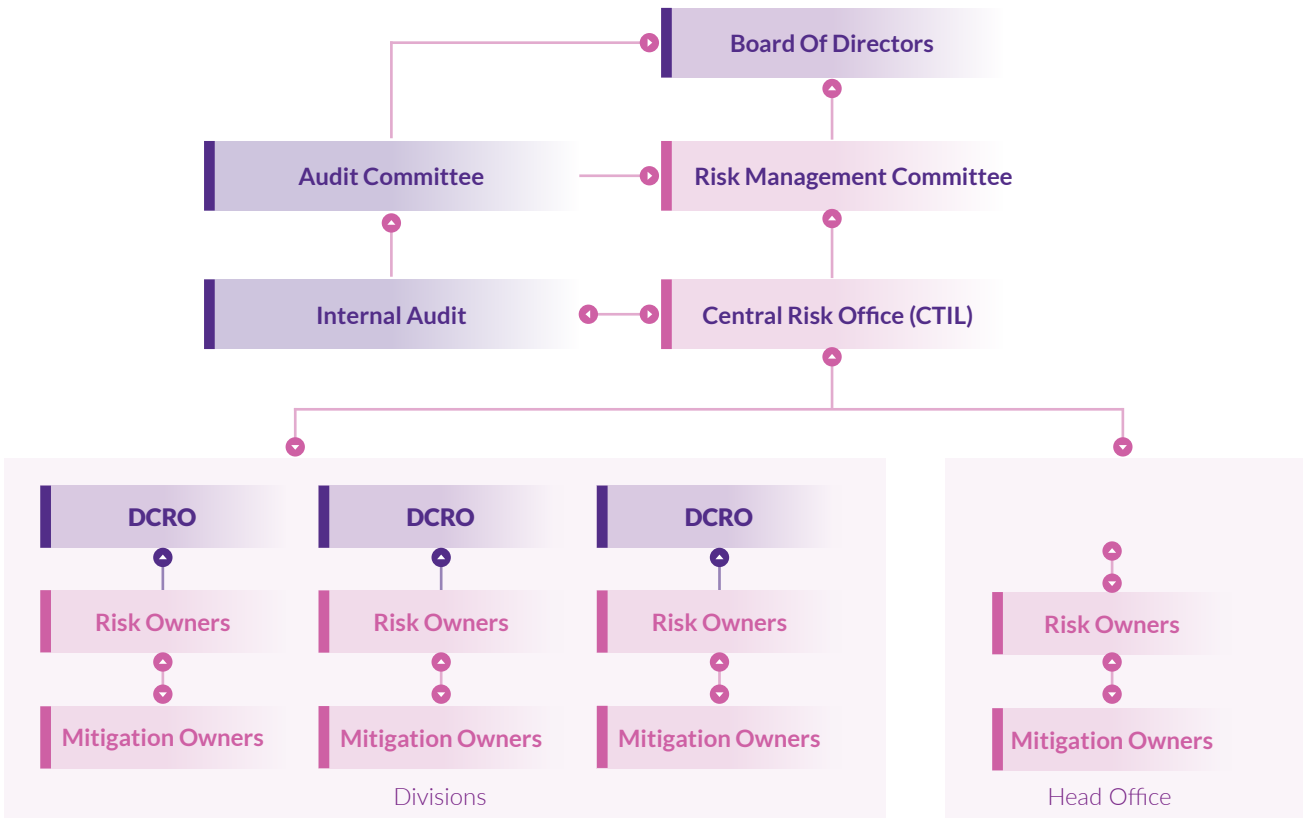 Board Of Directors
Audit Committee
Risk Management Committee
Internal Audit
Central Risk Office (CTIL)
DCRO
DCRO
DCRO
Risk Owners
Risk Owners
Risk Owners
Risk Owners
Mitigation Owners
Mitigation Owners
Mitigation Owners
Mitigation Owners
Divisions
Head Office